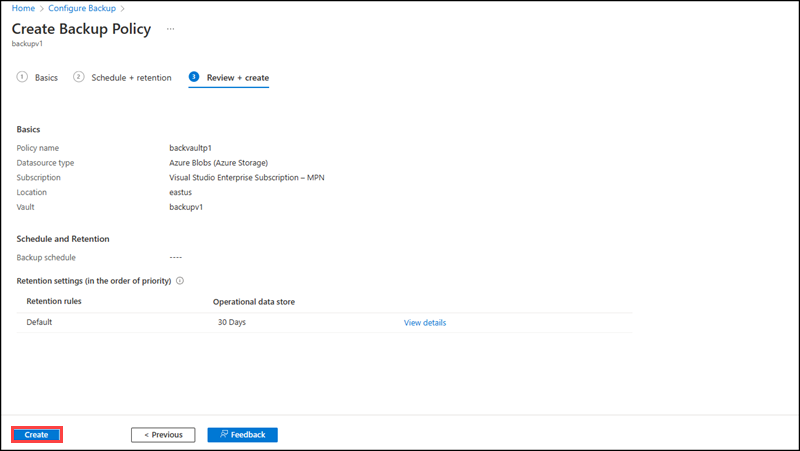 Home > Configure Backup >
Create Backup Policy ...
backupv1
1 Basics 2 Schedule + retention 3 Review + create
Basics
Policy name backvaultp1
Datasource type Azure Blobs (Azure Storage)
Subscription Visual Studio Enterprise Subscription – MPN
Location eastus
Vault backupv1
Schedule and Retention
Backup schedule ----
Retention settings (in the order of priority)
Retention rules Operational data store
Default 30 Days View details
Create < Previous Feedback